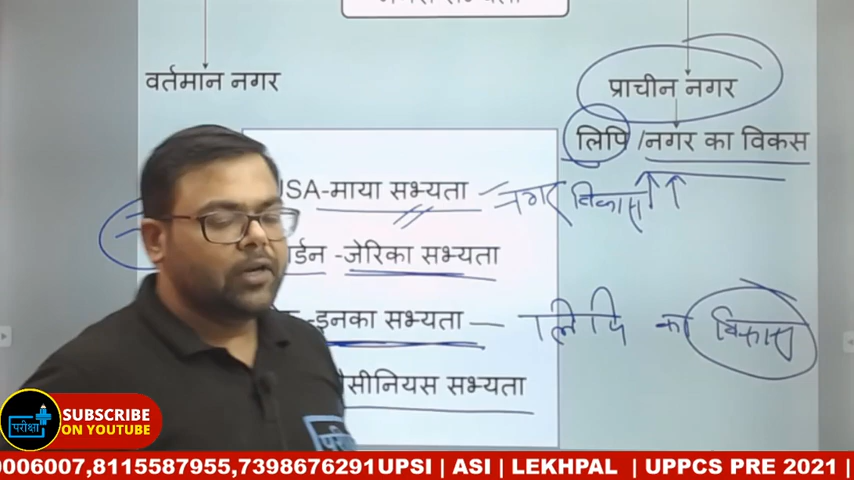 वर्तमान नगर
प्राचीन नगर
लिपि /नगर का विकस
USA-माया सभ्यता
नगर विकास
र्डन -जेरिका सभ्यता
-इनका सभ्यता
लिपि का विकास
सीनियस सभ्यता
परीक्षा
SUBSCRIBE
ON YOUTUBE
0006007,8115587955,7398676291UPSI | ASI | LEKHPAL | UPPCS PRE 2021 |